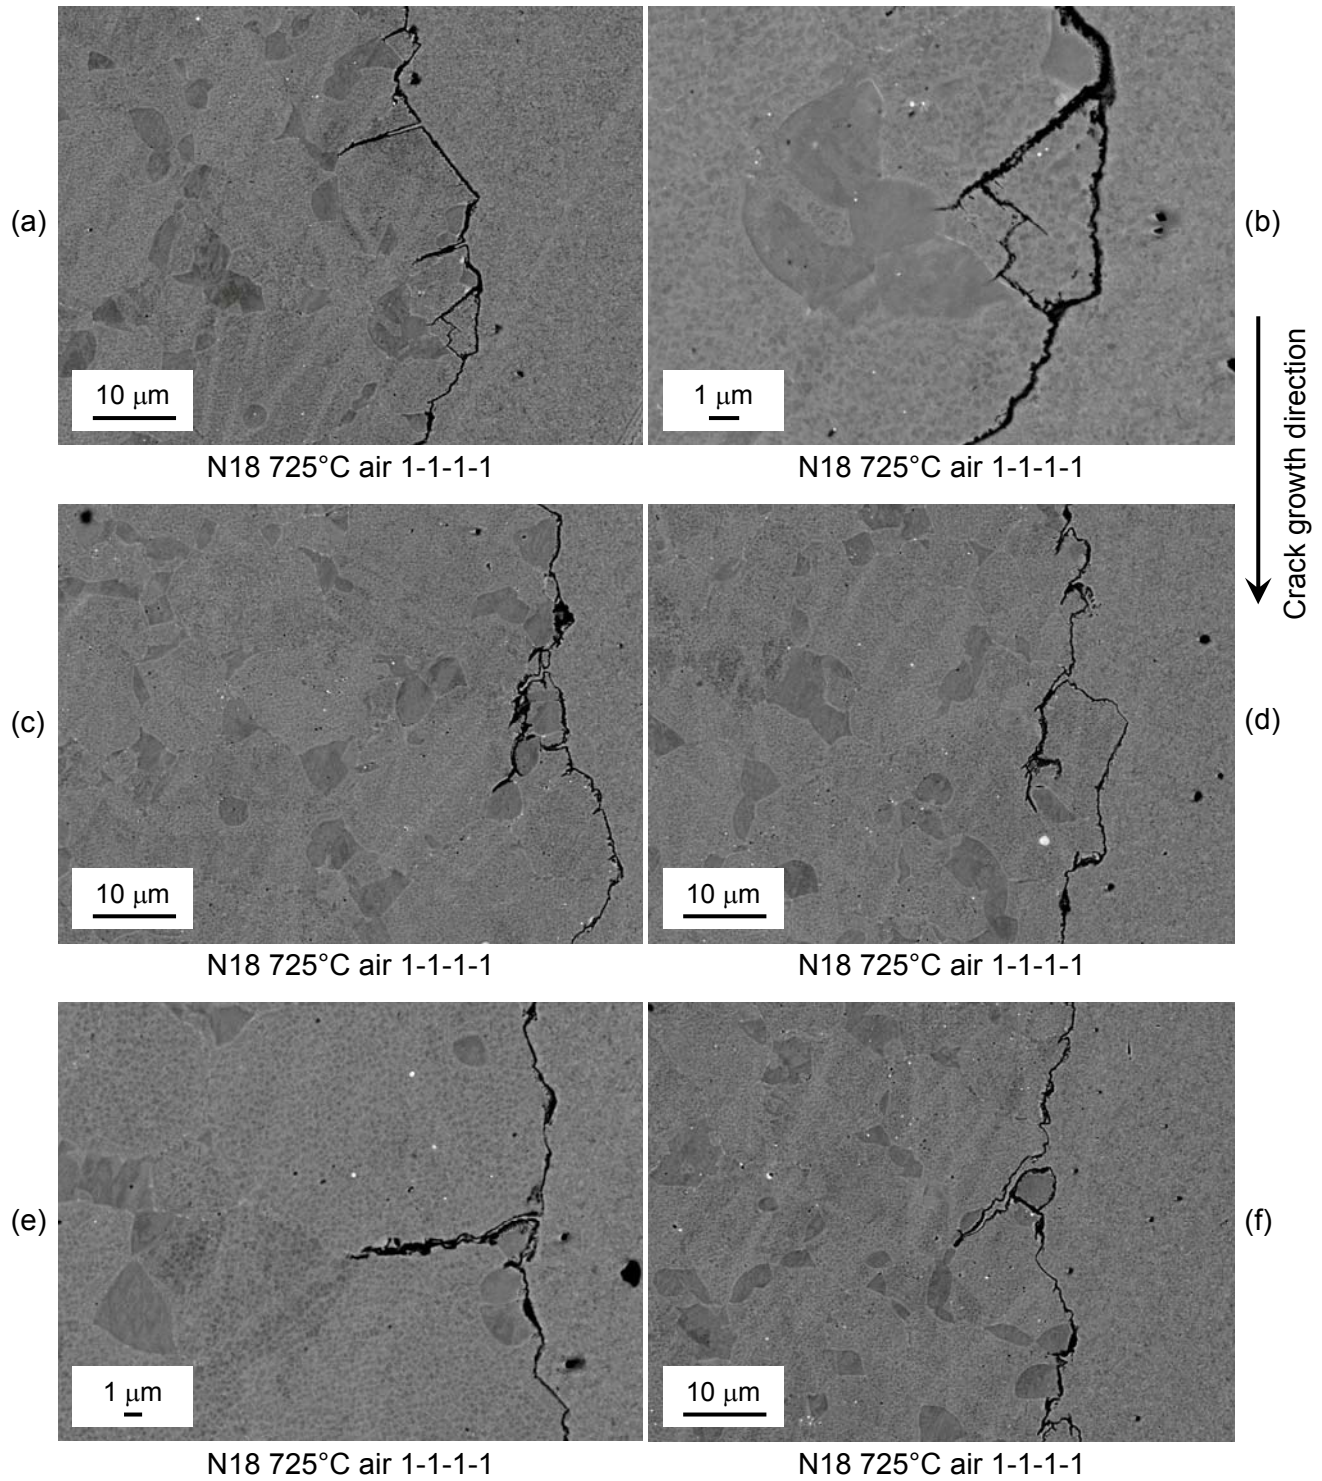 (a)
10 μm
N18 725°C air 1-1-1-1
(b)
1 μm
N18 725°C air 1-1-1-1
Crack growth direction
(c)
10 μm
N18 725°C air 1-1-1-1
(d)
10 μm
N18 725°C air 1-1-1-1
(e)
1 μm
N18 725°C air 1-1-1-1
(f)
10 μm
N18 725°C air 1-1-1-1